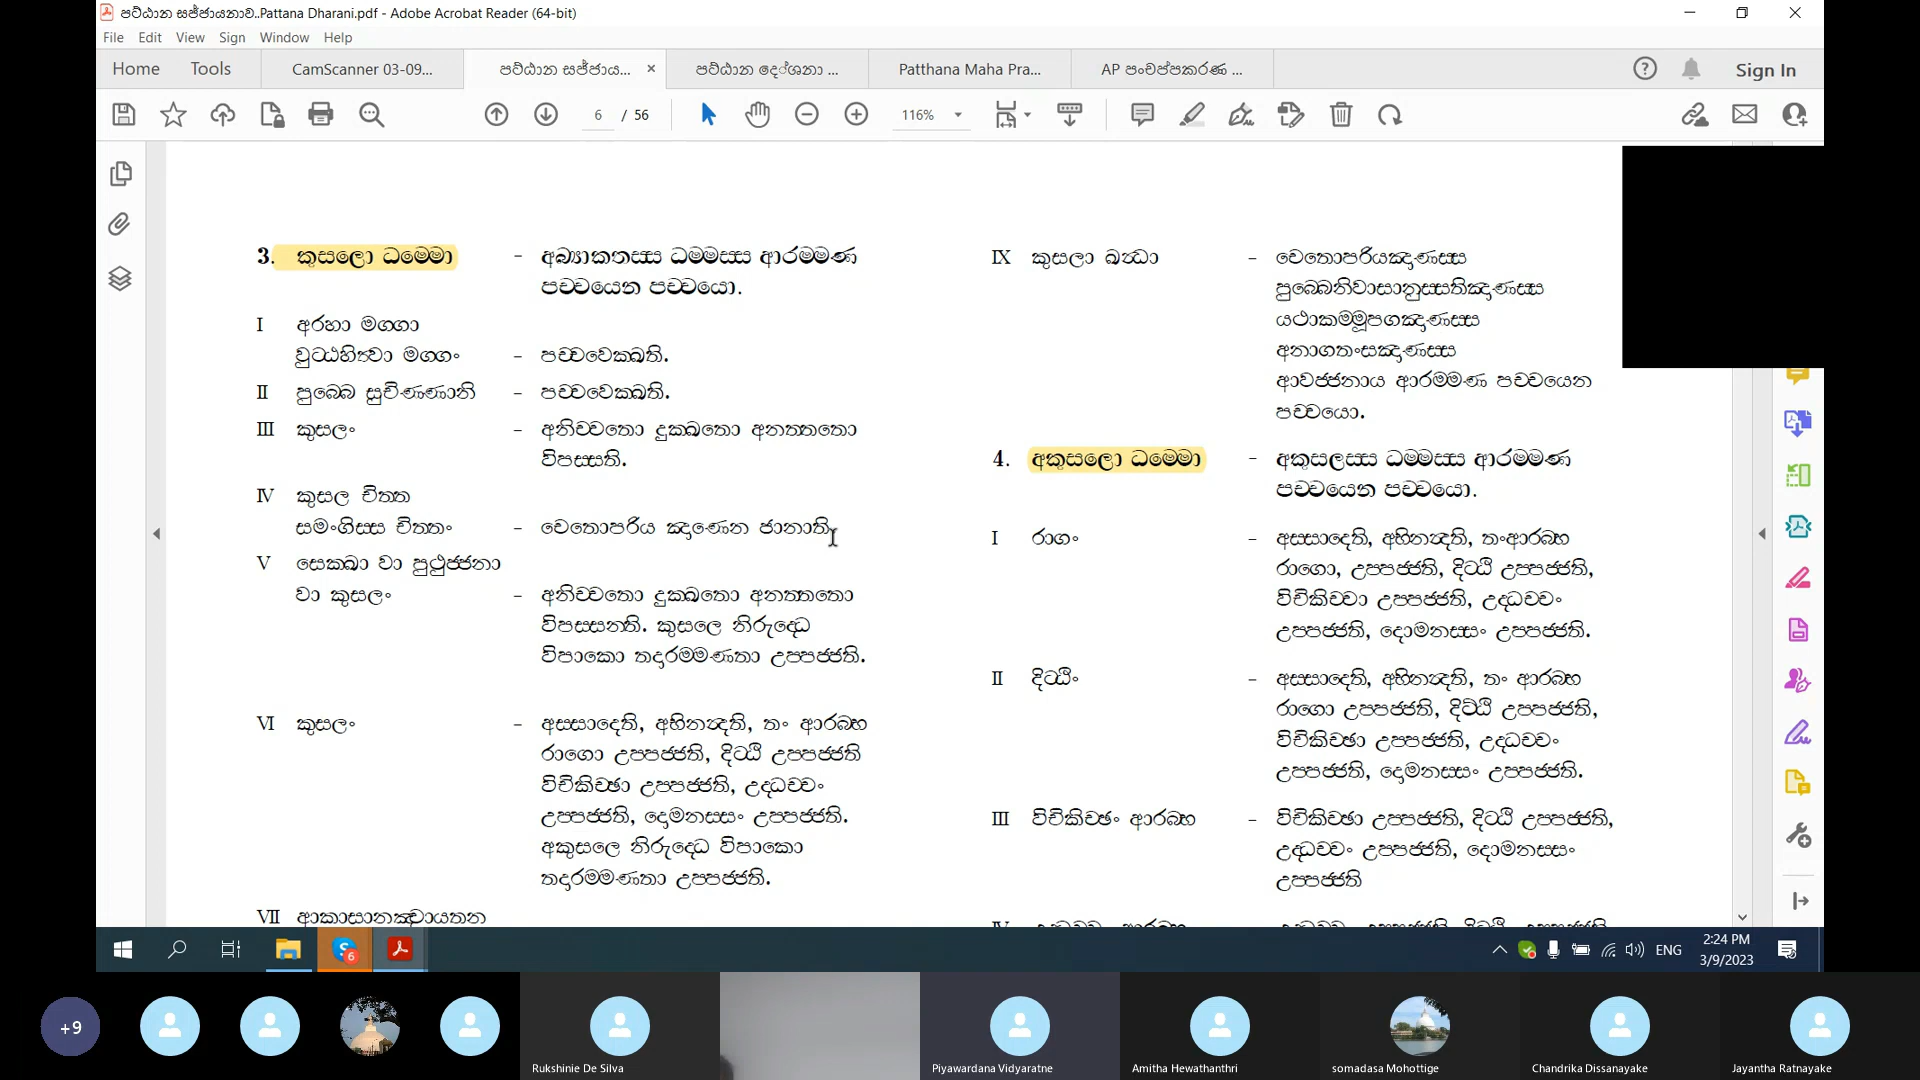 පට්ඨාන සජ්ජායනාව..Pattana Dharani.pdf - Adobe Acrobat Reader (64-bit)
File Edit View Sign Window Help
Home Tools CamScanner 03-09... පට්ඨාන සජ්ජාය... × Patthana Maha Pra... AP පංචප්පකරණ ... Sign In
6 / 56 116%
3. කුසලො ධම්මො - අබ්‍යාකතස්ස ධම්මස්ස ආරම්මණ
පච්චයෙන පච්චයො.
I අරහා මග්ගා
වුට්ඨහිත්වා මග්ගං - පච්චවෙක්ඛති.
II පුබ්බෙ සුචිණ්ණානි - පච්චවෙක්ඛති.
III කුසලං - අනිච්චතො දුක්ඛතො අනත්තතො
විපස්සති.
IV කුසල චිත්ත
සමංගිස්ස චිත්තං - චෙතොපරිය ඤාණෙන ජානාති.
V සෙක්ඛා වා පුථුජ්ජනා
වා කුසලං - අනිච්චතො දුක්ඛතො අනත්තතො
විපස්සන්ති. කුසලෙ නිරුද්ධෙ
විපාකො තදාරම්මණතා උප්පජ්ජති.
VI කුසලං - අස්සාදෙති, අභිනන්දති, තං ආරබ්භ
රාගො උප්පජ්ජති, දිට්ඨි උප්පජ්ජති
විචිකිච්ඡා උප්පජ්ජති, උද්ධච්චං
උප්පජ්ජති, දොමනස්සං උප්පජ්ජති.
අකුසලෙ නිරුද්ධෙ විපාකො
තදාරම්මණතා උප්පජ්ජති.
VII ආකාසානඤ්චායතන
IX කුසලා ඛන්ධා - චෙතොපරියඤාණස්ස
පුබ්බෙනිවාසානුස්සතිඤාණස්ස
යථාකම්මූපගඤාණස්ස
අනාගතංසඤාණස්ස
ආවජ්ජනාය ආරම්මණ පච්චයෙන
පච්චයො.
4. අකුසලො ධම්මො - අකුසලස්ස ධම්මස්ස ආරම්මණ
පච්චයෙන පච්චයො.
I රාගං - අස්සාදෙති, අභිනන්දති, තංආරබ්භ
රාගො, උප්පජ්ජති, දිට්ඨි උප්පජ්ජති,
විචිකිච්චා උප්පජ්ජති, උද්ධච්චං
උප්පජ්ජති, දොමනස්සං උප්පජ්ජති.
II දිට්ඨිං - අස්සාදෙති, අභිනන්දති, තං ආරබ්භ
රාගො උප්පජ්ජති, දිට්ඨි උප්පජ්ජති,
විචිකිච්ඡා උප්පජ්ජති, උද්ධච්චං
උප්පජ්ජති, දොමනස්සං උප්පජ්ජති.
III විචිකිච්ඡං ආරබ්භ - විචිකිච්ඡා උප්පජ්ජති, දිට්ඨි උප්පජ්ජති,
උද්ධච්චං උප්පජ්ජති, දොමනස්සං
උප්පජ්ජති
6 ENG 2:24 PM
3/9/2023
+9
Rukshinie De Silva Piyawardana Vidyaratne Amitha Hewathanthri somadasa Mohottige Chandrika Dissanayake Jayantha Ratnayake